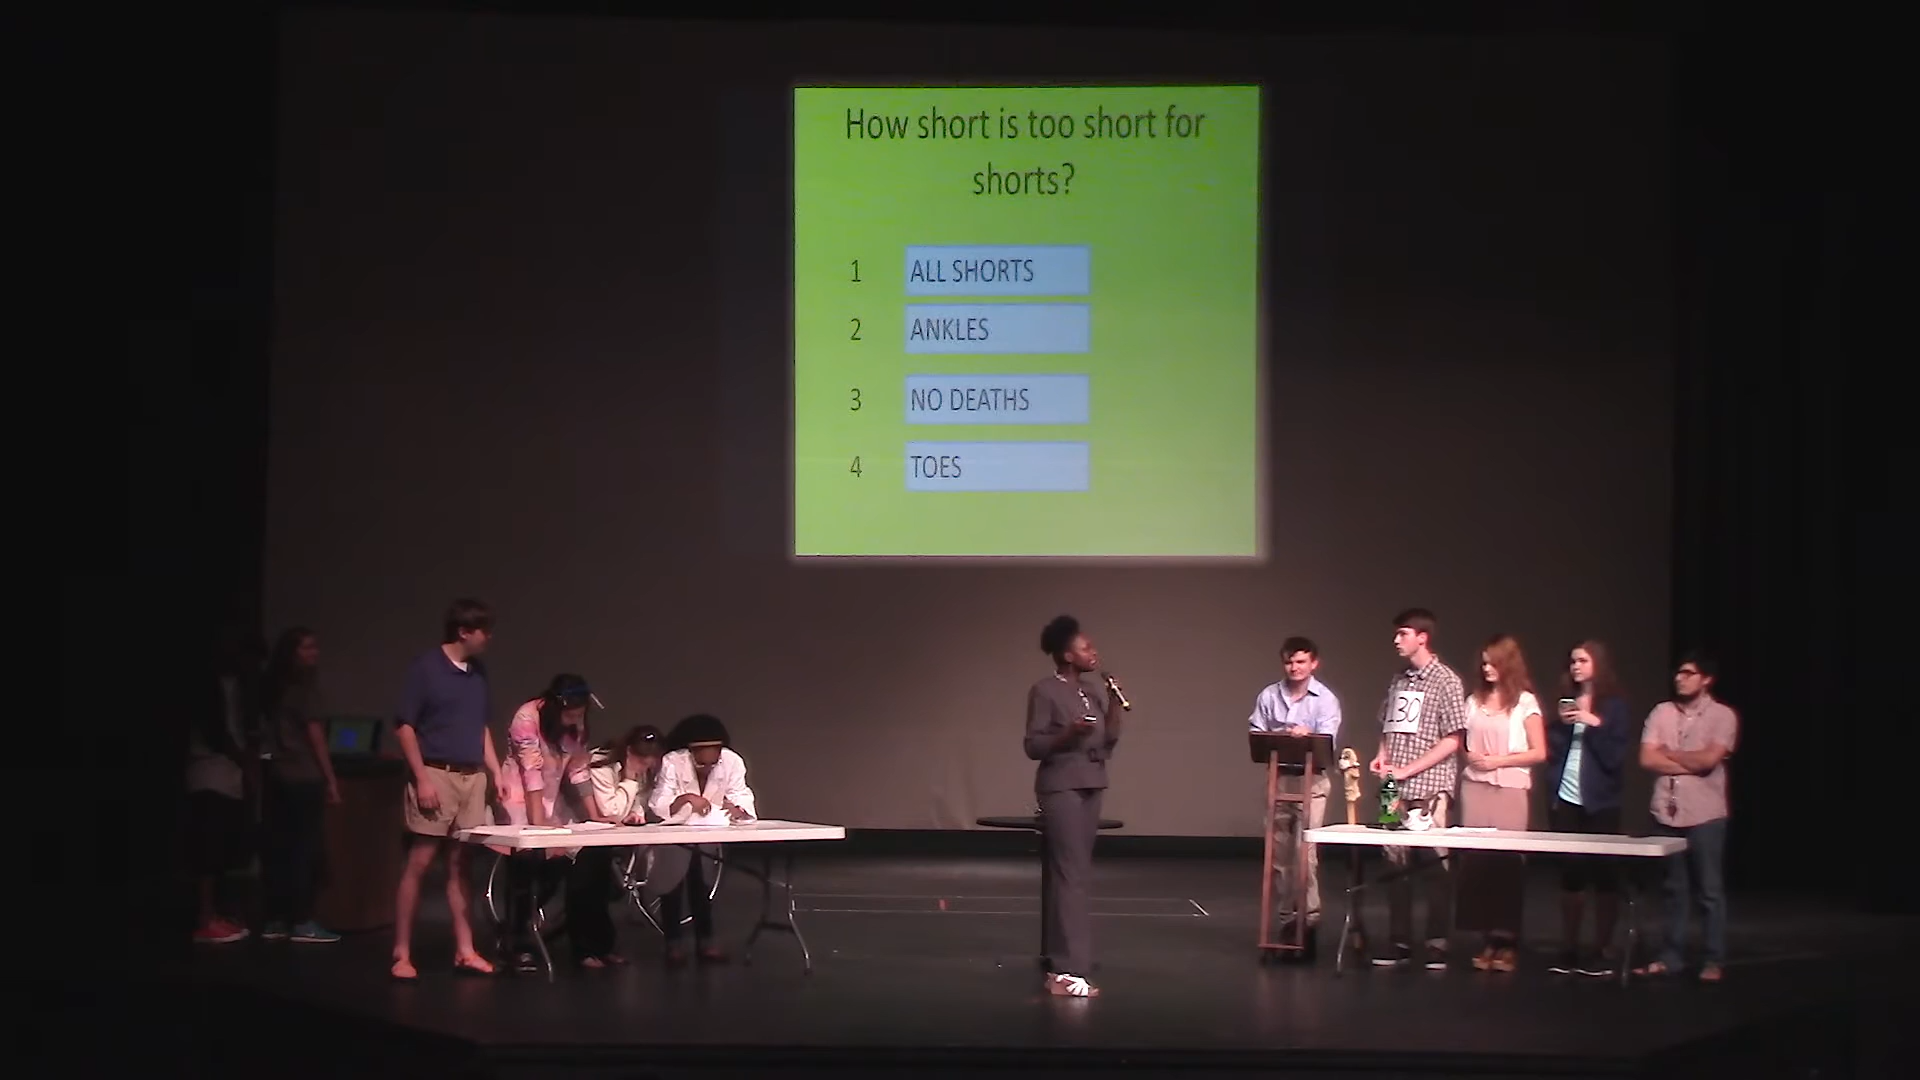 How short is too short for
shorts?
1 ALL SHORTS
2 ANKLES
3 NO DEATHS
4 TOES
130